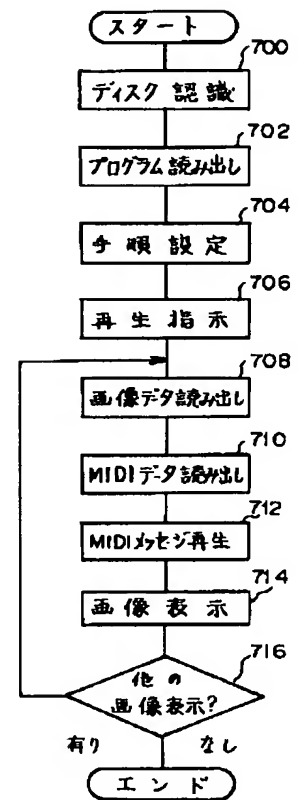 スタート
700
ディスク認識
702
プログラム読み出し
704
手順設定
706
再生指示
708
画像データ読み出し
710
MIDIデータ読み出し
712
MIDIメッセージ再生
714
画像表示
716
他の
画像表示?
有り なし
エンド